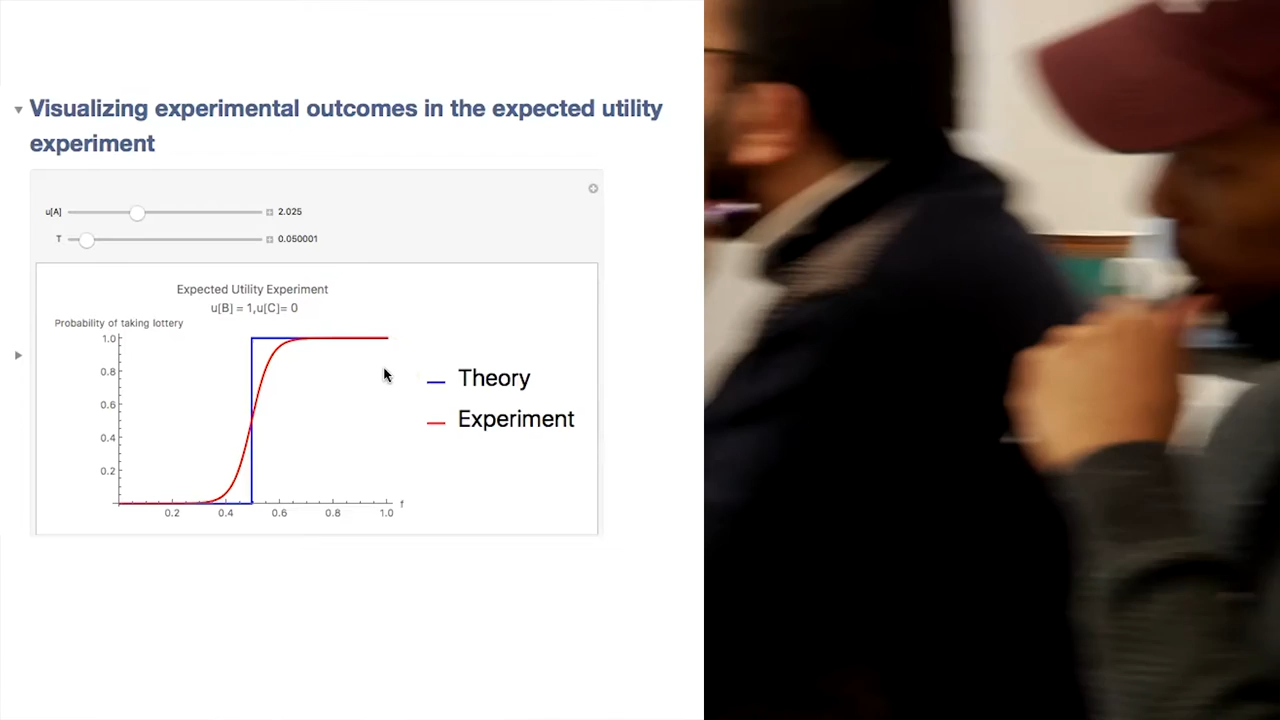 Visualizing experimental outcomes in the expected utility
experiment
u[A] 2.025
T 0.050001
Expected Utility Experiment
u[B] = 1,u[C]= 0
Probability of taking lottery
1.0
0.8
0.6
0.4
0.2
0.2 0.4 0.6 0.8 1.0 f
Theory
Experiment